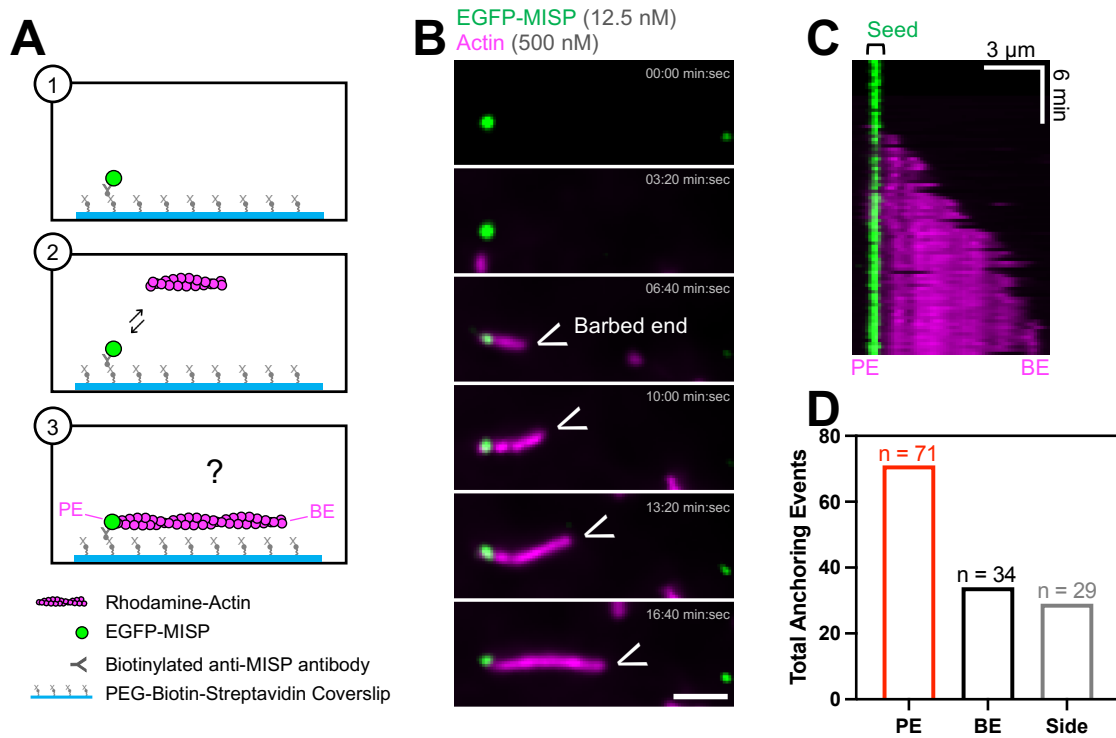 A
1
2
3
?
PE
BE
Rhodamine-Actin
EGFP-MISP
Biotinylated anti-MISP antibody
PEG-Biotin-Streptavidin Coverslip
B
EGFP-MISP (12.5 nM)
Actin (500 nM)
00:00 min:sec
03:20 min:sec
06:40 min:sec
Barbed end
10:00 min:sec
13:20 min:sec
16:40 min:sec
C
Seed
3 µm
6 min
PE
BE
D
Total Anchoring Events
80
60
40
20
0
n = 71
n = 34
n = 29
PE
BE
Side